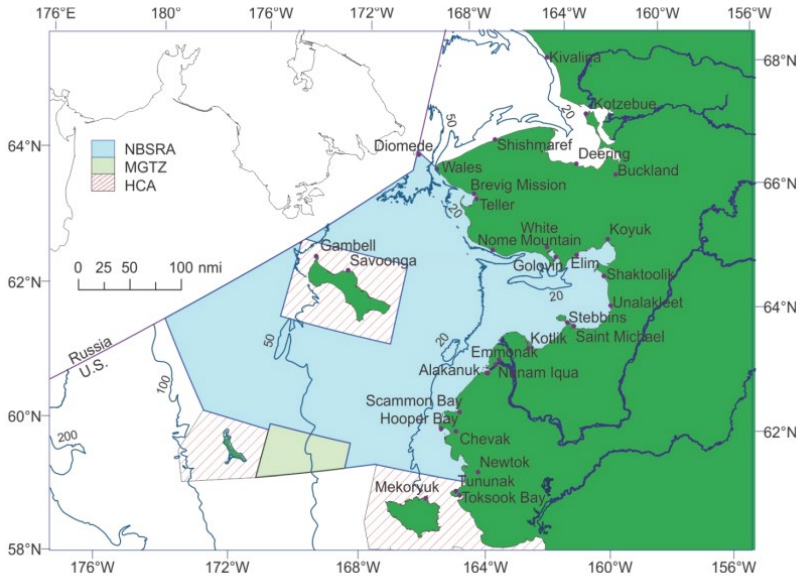 176°E
180°
176°W
172°W
168°W
164°W
160°W
156°W
68°N
Kivalina
20
Kotzebue
50
64°N
Diomede
Shishmaref
Deering
Buckland
NBSRA
MGTZ
HCA
Wales
Brevig Mission
66°N
Teller
20
White
Koyuk
Nome Mountain
Gambell
Savoonga
Golovin
Elim
0 25 50 100 nmi
Shaktoolik
62°N
20
Unalakleet
64°N
Stebbins
Saint Michael
Russia
U.S.
50
20
Kotlik
Emmonak
Alakanuk
Nunam Iqua
100
Scammon Bay
60°N
Hooper Bay
200
Chevak
62°N
Newtok
Mekoryuk
Tununak
Toksook Bay
58°N
176°W
172°W
168°W
164°W
160°W
156°W